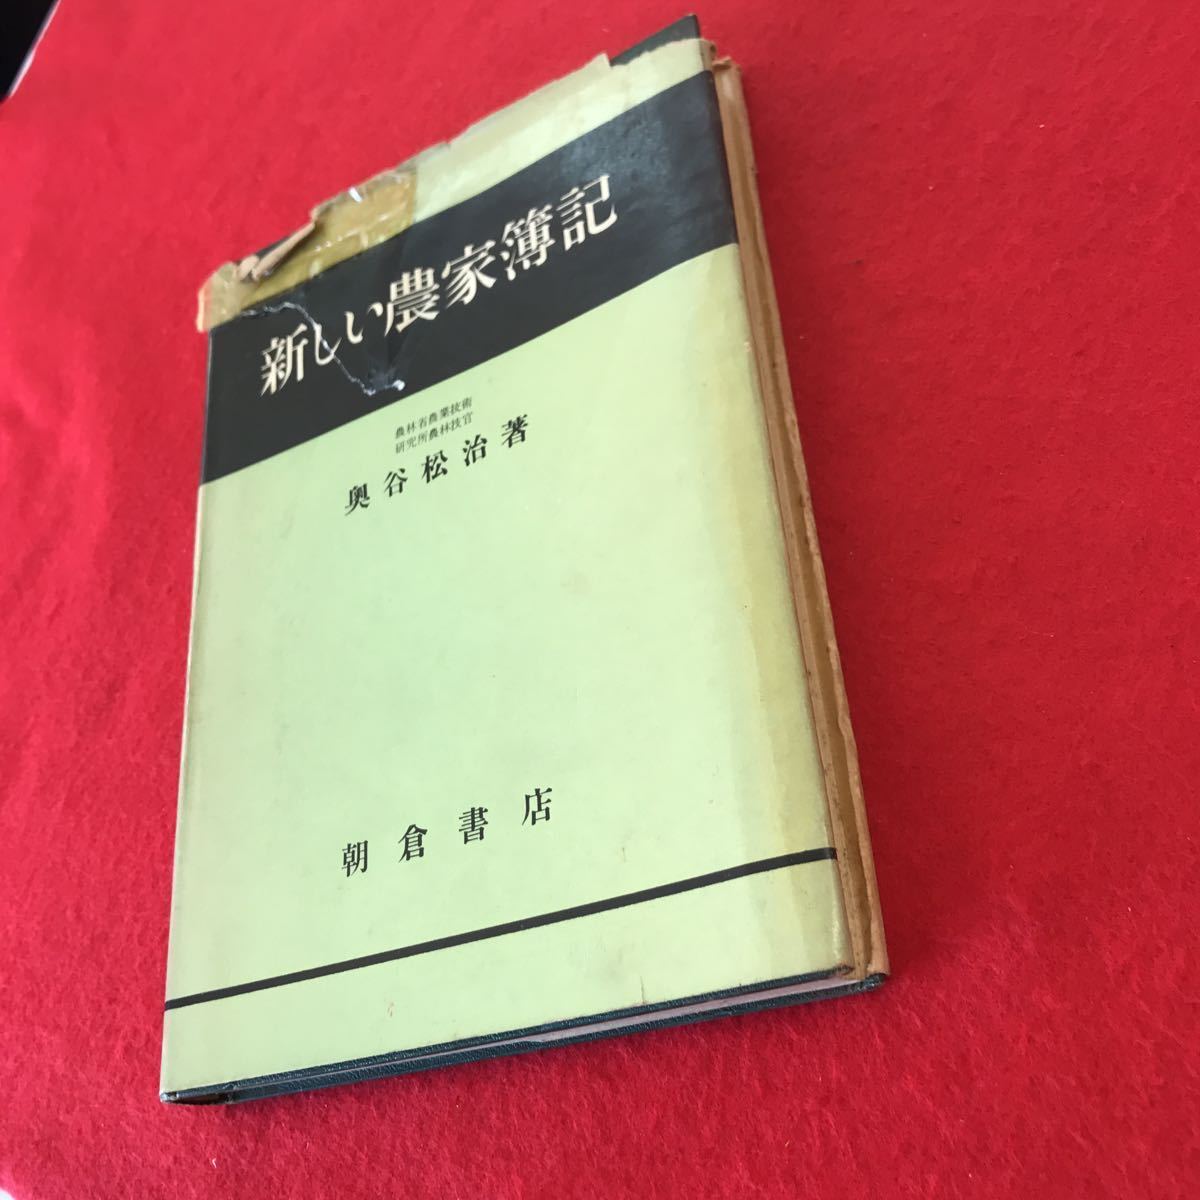 新しい農家簿記
農林省農業技術
研究所農林技官
奥谷松治著
朝倉書店